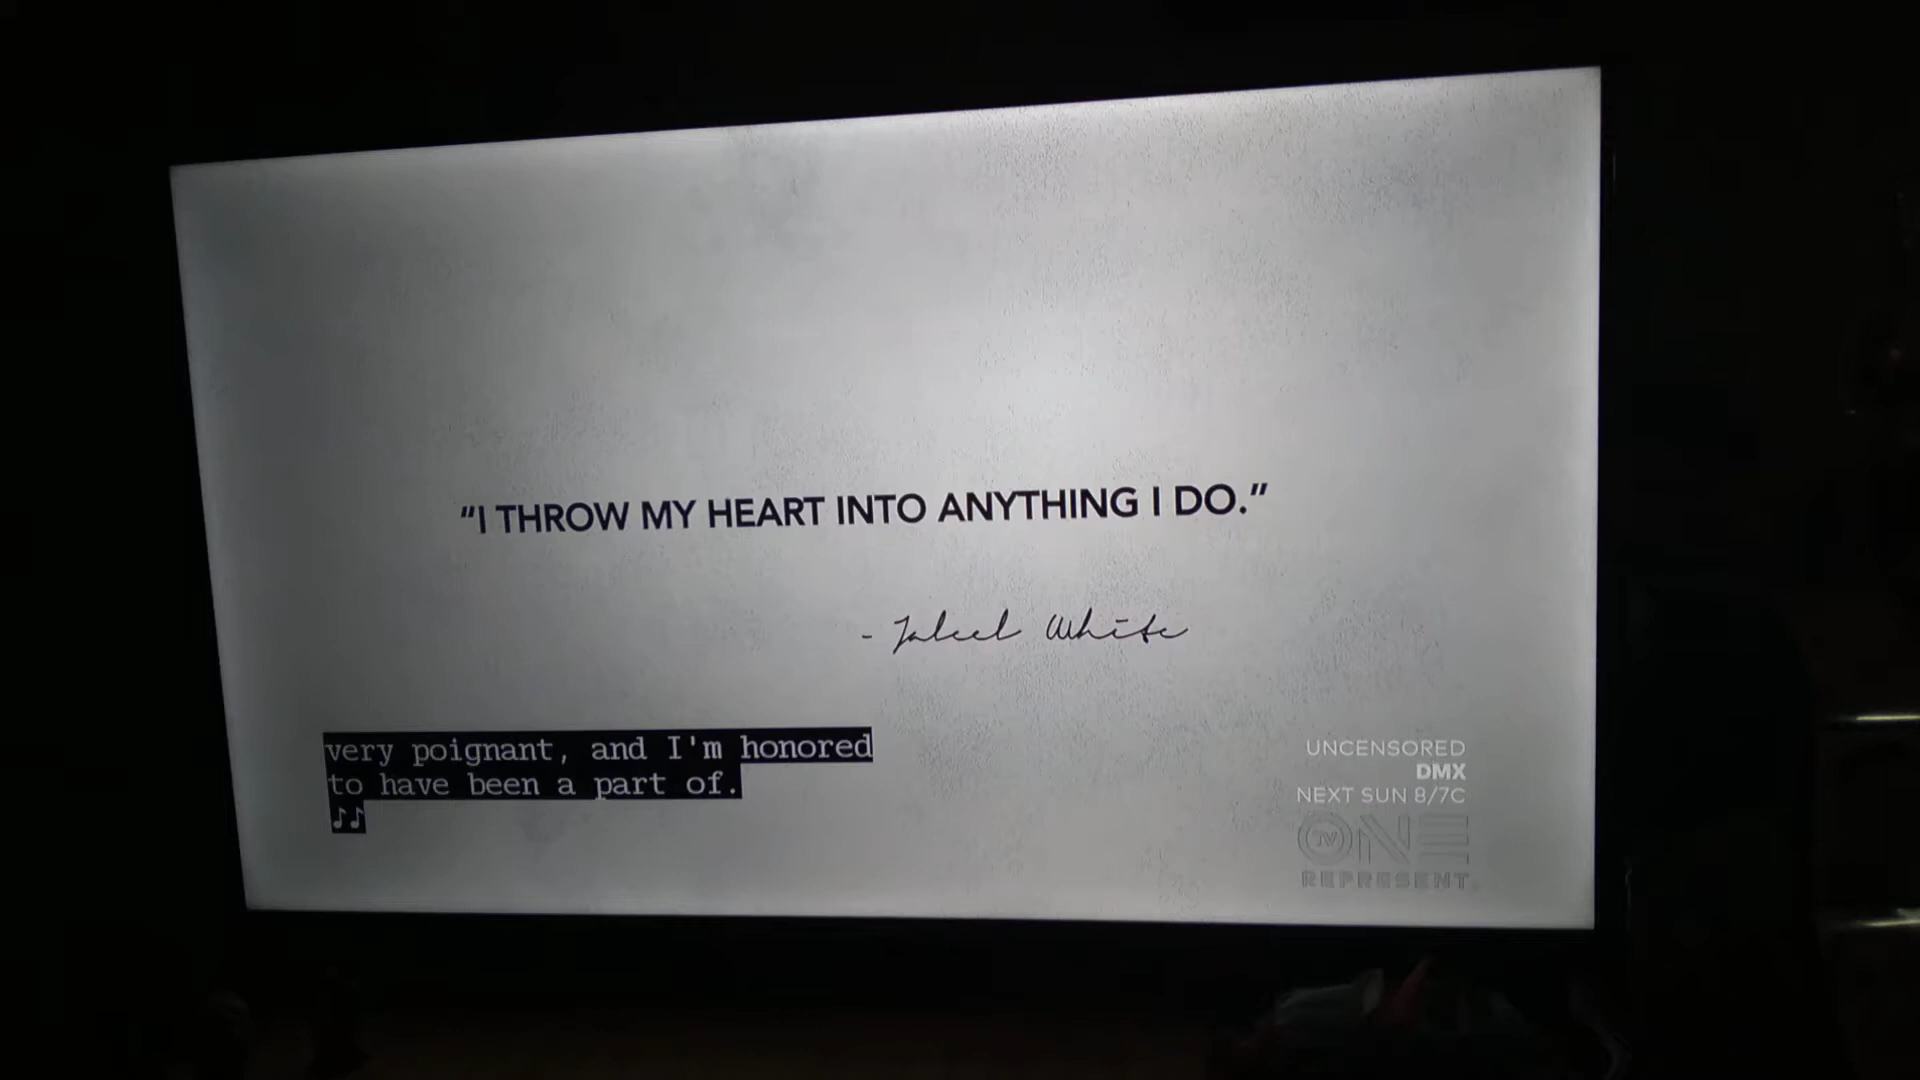 “I THROW MY HEART INTO ANYTHING I DO.”
- Jaleel White
very poignant, and I'm honored
to have been a part of.
♪♪
UNCENSORED
DMX
NEXT SUN 8/7C
TV ONE
REPRESENT.